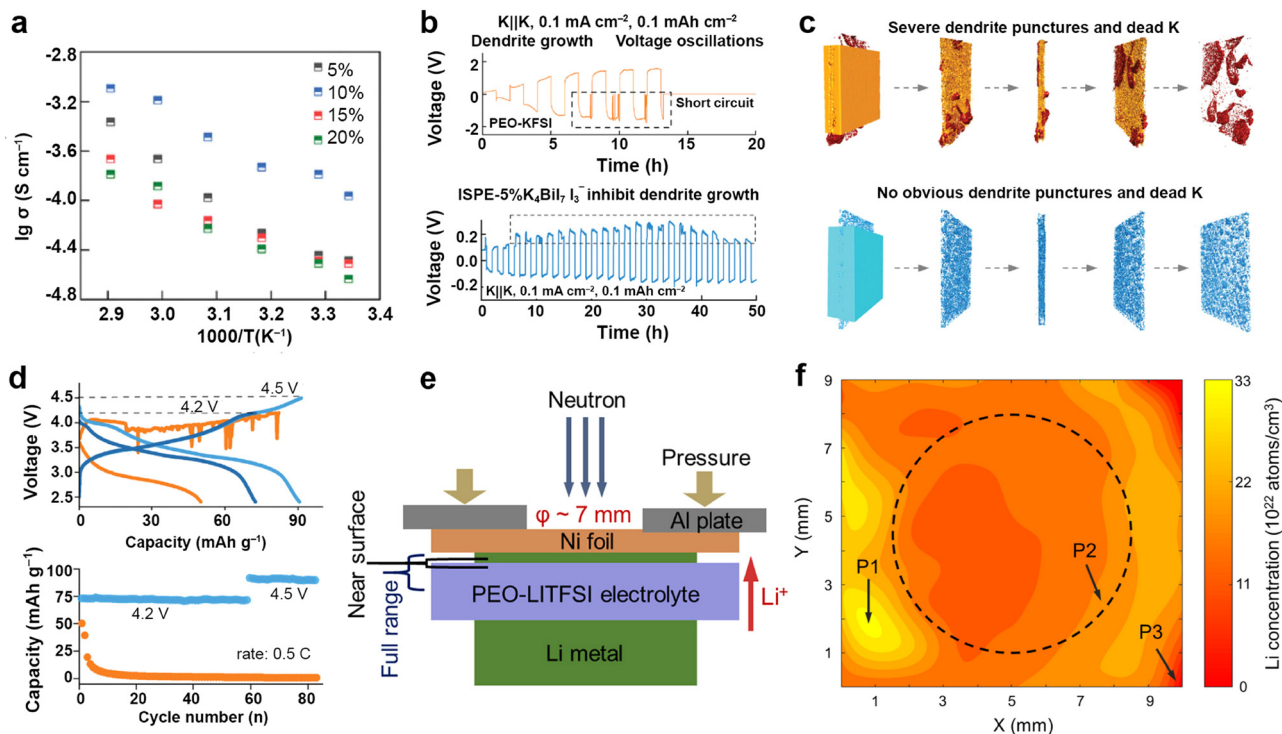 a
-2.8
-3.2
-3.6
-4.0
-4.4
-4.8
lg σ (S cm⁻¹)
5%
10%
15%
20%
2.9 3.0 3.1 3.2 3.3 3.4
1000/T(K⁻¹)
b
K||K, 0.1 mA cm⁻², 0.1 mAh cm⁻²
Dendrite growth Voltage oscillations
2
0
-2
Voltage (V)
Short circuit
PEO-KFSI
0 5 10 15 20
Time (h)
ISPE-5%K₄BiI₇ I₃⁻ inhibit dendrite growth
0.2
0.0
-0.2
Voltage (V)
K||K, 0.1 mA cm⁻², 0.1 mAh cm⁻²
0 10 20 30 40 50
Time (h)
c
Severe dendrite punctures and dead K
No obvious dendrite punctures and dead K
d
4.5 V
4.2 V
4.5
4.0
3.5
3.0
2.5
Voltage (V)
0 30 60 90
Capacity (mAh g⁻¹)
100
75
50
25
0
Capacity (mAh g⁻¹)
4.2 V
4.5 V
rate: 0.5 C
0 20 40 60 80
Cycle number (n)
e
Neutron
Pressure
φ ~ 7 mm
Al plate
Ni foil
Near surface
Full range
PEO-LITFSI electrolyte
Li⁺
Li metal
f
9
7
5
3
1
Y (mm)
P1
P2
P3
1 3 5 7 9
X (mm)
33
22
11
0
Li concentration (10²² atoms/cm³)